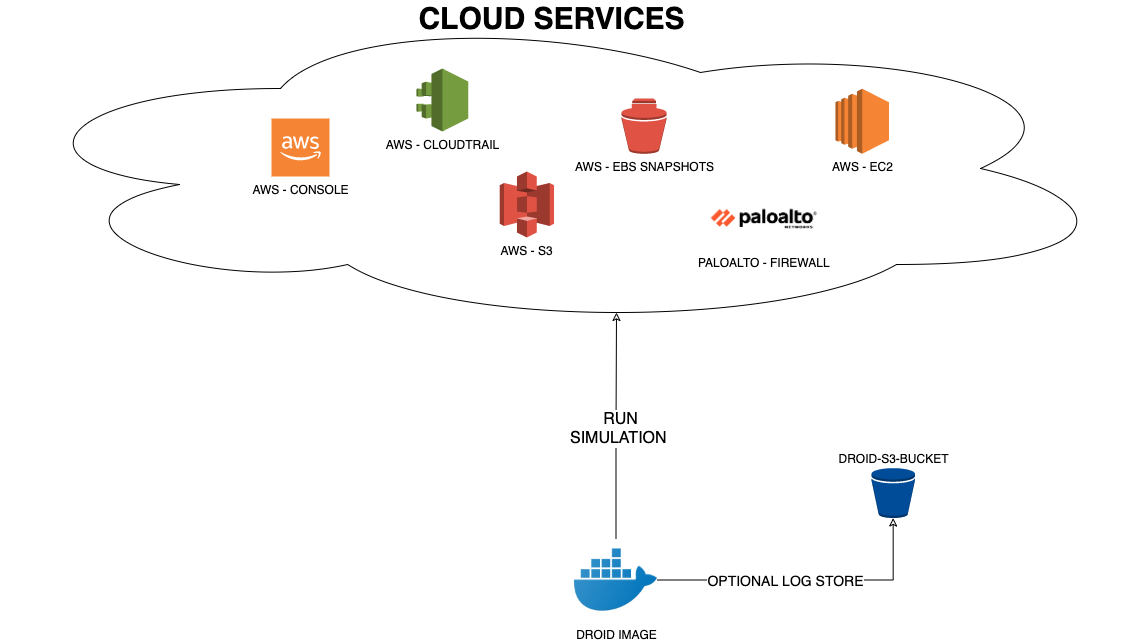 CLOUD SERVICES
AWS - CLOUDTRAIL
aws
AWS - CONSOLE
AWS - EBS SNAPSHOTS
AWS - EC2
AWS - S3
paloalto®
NETWORKS
PALOALTO - FIREWALL
RUN
SIMULATION
DROID-S3-BUCKET
OPTIONAL LOG STORE
DROID IMAGE